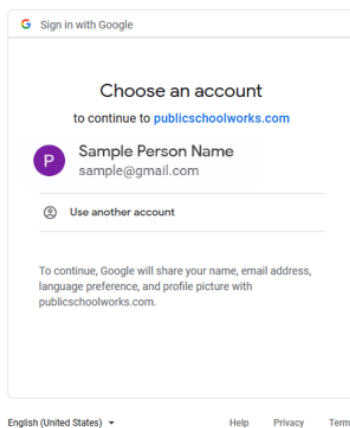 Sign in with Google
Choose an account
to continue to publicschoolworks.com
P
Sample Person Name
sample@gmail.com
Use another account
To continue, Google will share your name, email address,
language preference, and profile picture with
publicschoolworks.com.
English (United States) Help Privacy Term